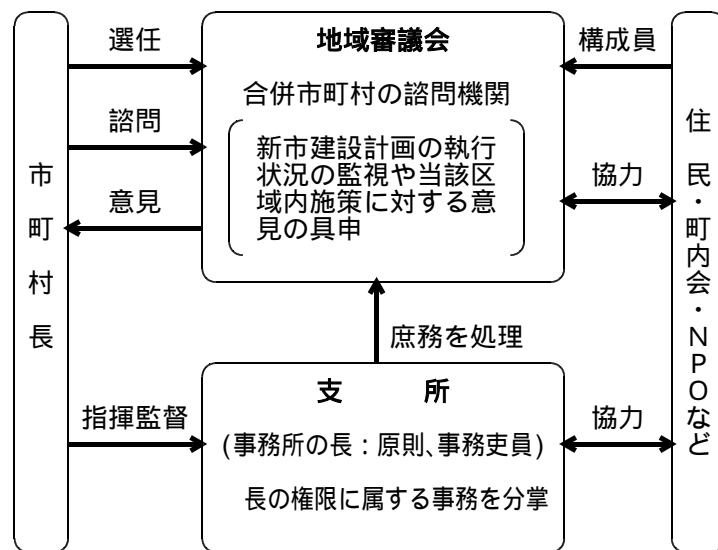 市町村長
選任
諮問
意見
指揮監督
地域審議会
合併市町村の諮問機関
新市建設計画の執行
状況の監視や当該区
域内施策に対する意
見の具申
庶務を処理
支　所
(事務所の長:原則、事務吏員)
長の権限に属する事務を分掌
構成員
協力
協力
住民・町内会・NPOなど